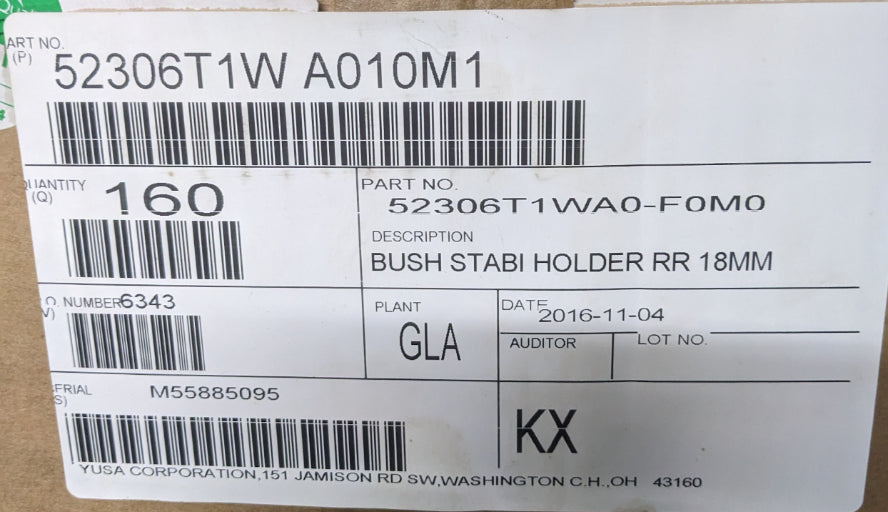 ART NO.
(P)
52306T1W A010M1
UANTITY
(Q)
160
PART NO.
52306T1WA0-F0M0
DESCRIPTION
BUSH STABI HOLDER RR 18MM
O. NUMBER 6343
V)
PLANT
GLA
DATE
2016-11-04
AUDITOR
LOT NO.
ERIAL
S)
M55885095
KX
YUSA CORPORATION,151 JAMISON RD SW,WASHINGTON C.H.,OH 43160